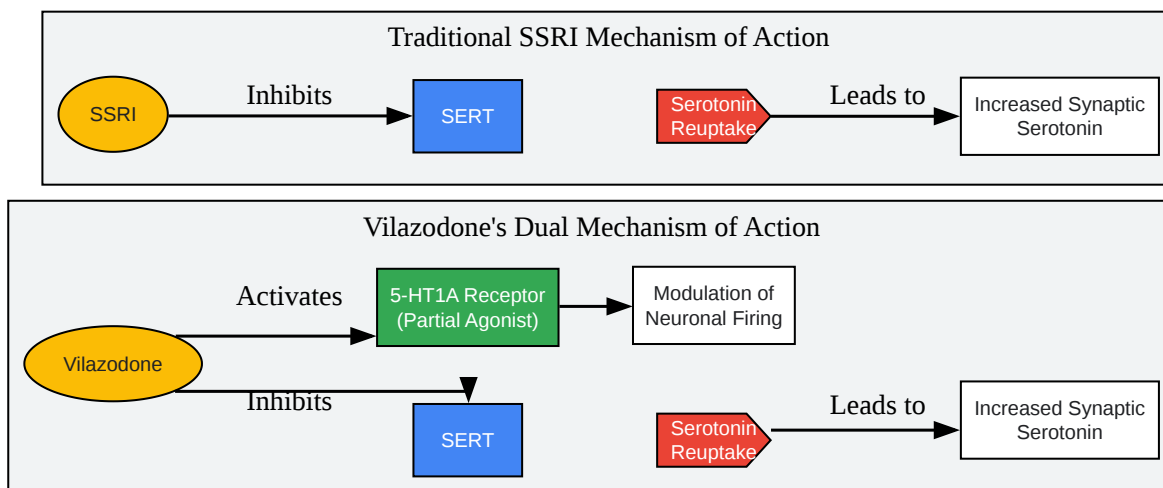 Traditional SSRI Mechanism of Action
SSRI
Inhibits
SERT
Serotonin
Reuptake
Leads to
Increased Synaptic
Serotonin
Vilazodone's Dual Mechanism of Action
Vilazodone
Activates
5-HT1A Receptor
(Partial Agonist)
Modulation of
Neuronal Firing
Inhibits
SERT
Serotonin
Reuptake
Leads to
Increased Synaptic
Serotonin